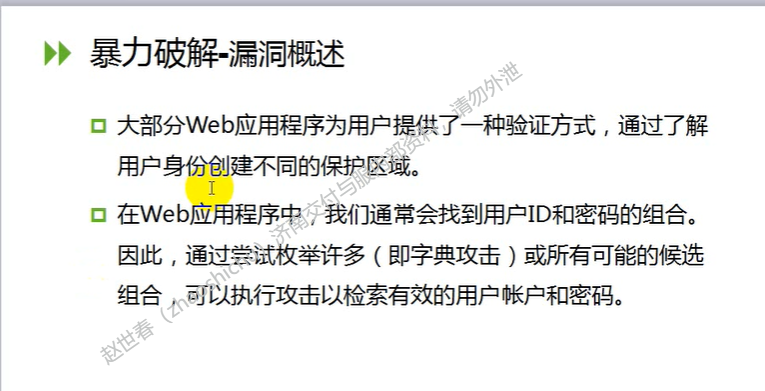 暴力破解-漏洞概述
大部分Web应用程序为用户提供了一种验证方式，通过了解
用户身份创建不同的保护区域。
在Web应用程序中，我们通常会找到用户ID和密码的组合。
因此，通过尝试枚举许多（即字典攻击）或所有可能的候选
组合，可以执行攻击以检索有效的用户帐户和密码。
赵世春（zhaoshichun）济南交付与服务部资料，请勿外泄